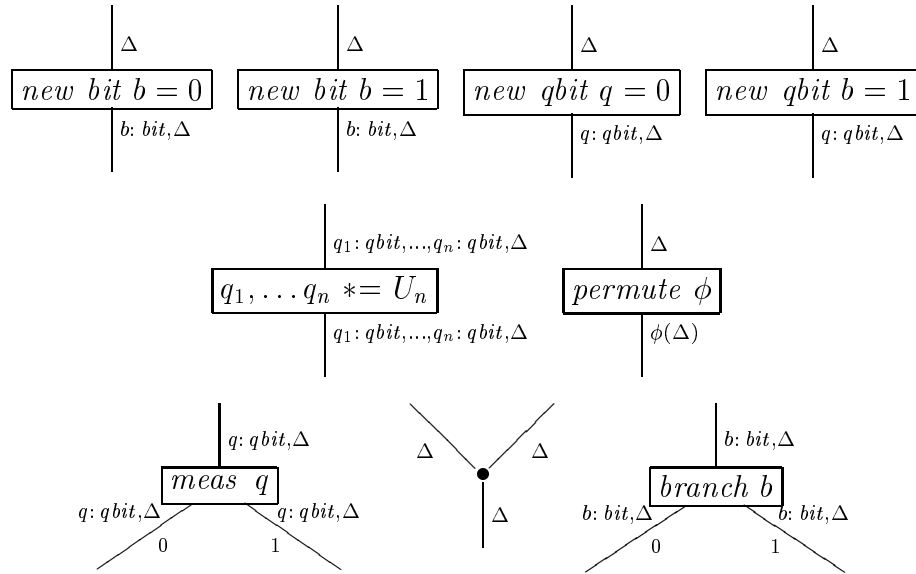 Δ Δ Δ Δ
new bit b = 0 new bit b = 1 new qbit q = 0 new qbit b = 1
b: bit,Δ b: bit,Δ q: qbit,Δ q: qbit,Δ
q₁: qbit,...,qₙ: qbit,Δ Δ
q₁, ... qₙ *= Uₙ permute ϕ
q₁: qbit,...,qₙ: qbit,Δ ϕ(Δ)
q: qbit,Δ Δ Δ b: bit,Δ
meas q branch b
q: qbit,Δ q: qbit,Δ Δ b: bit,Δ b: bit,Δ
0 1 0 1